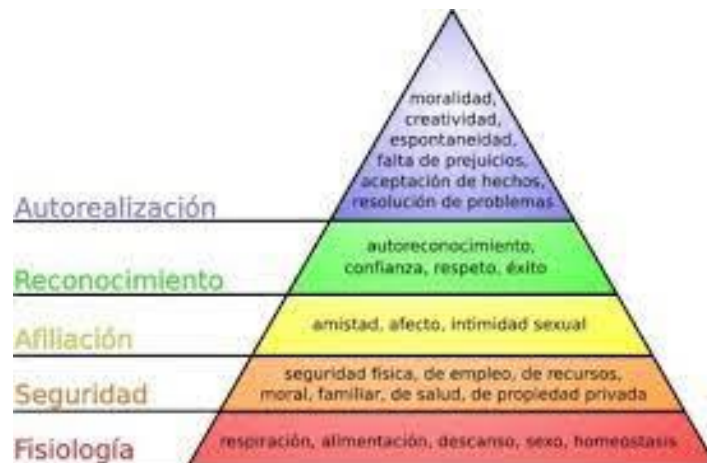 moralidad,
creatividad,
espontaneidad,
falta de prejuicios,
aceptación de hechos,
resolución de problemas
Autorealización
autoreconocimiento,
confianza, respeto, éxito
Reconocimiento
amistad, afecto, intimidad sexual
Afiliación
seguridad física, de empleo, de recursos,
moral, familiar, de salud, de propiedad privada
Seguridad
respiración, alimentación, descanso, sexo, homeostasis
Fisiología